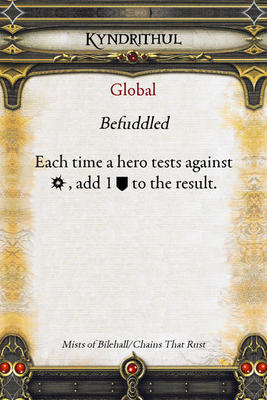 Kyndrithul
Global
Befuddled
Each time a hero tests against
, add 1 to the result.
Mists of Bilehall/Chains That Rust